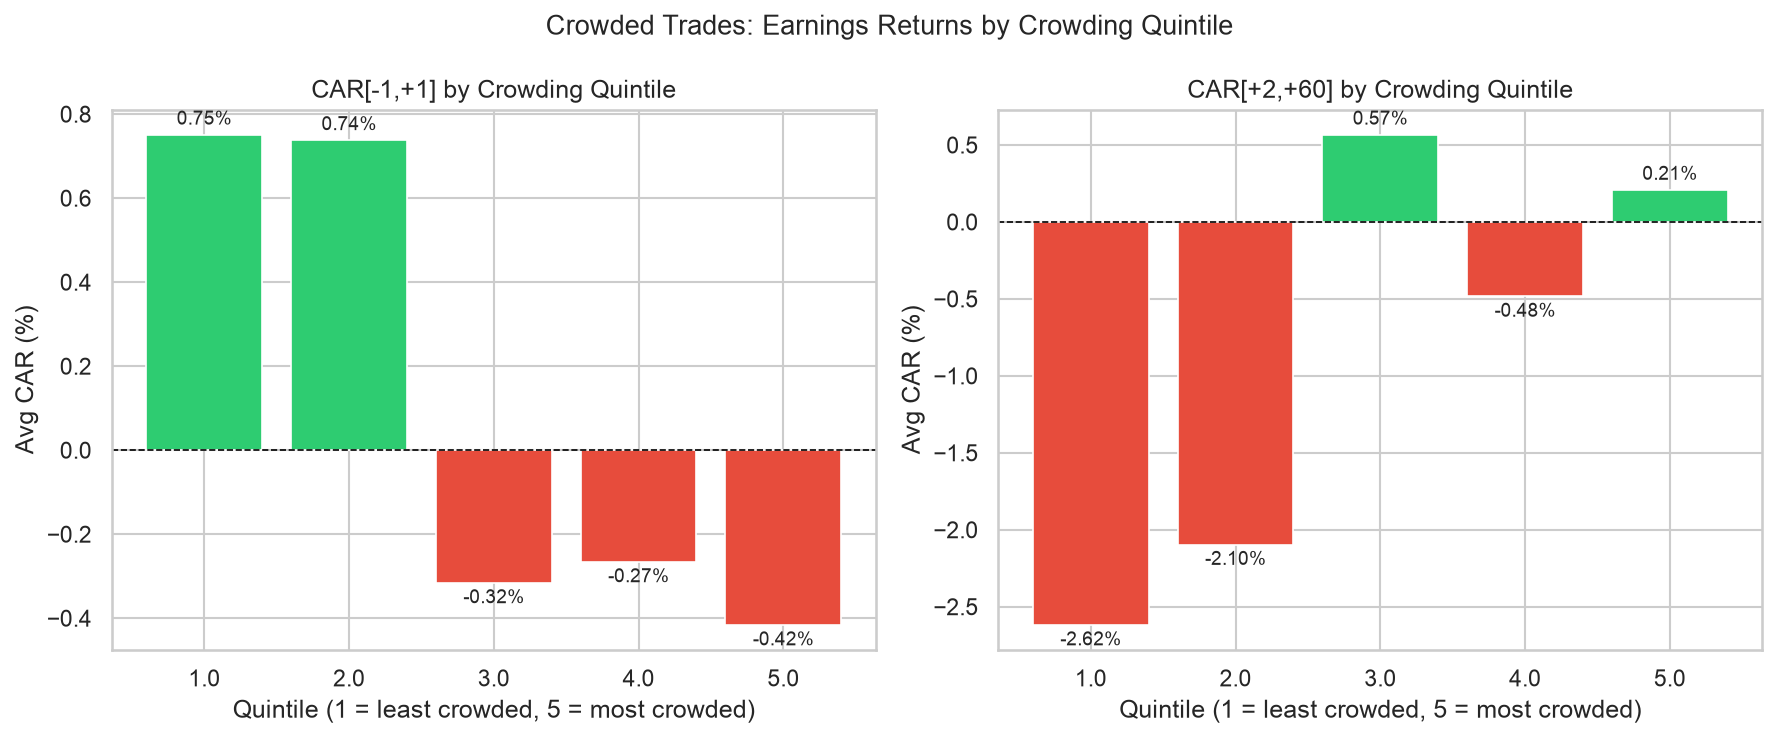 Crowded Trades: Earnings Returns by Crowding Quintile
CAR[-1,+1] by Crowding Quintile
0.8
0.6
0.4
0.2
0.0
−0.2
−0.4
Avg CAR (%)
0.75%
0.74%
-0.32%
-0.27%
-0.42%
1.0 2.0 3.0 4.0 5.0
Quintile (1 = least crowded, 5 = most crowded)
CAR[+2,+60] by Crowding Quintile
0.5
0.0
−0.5
−1.0
−1.5
−2.0
−2.5
Avg CAR (%)
-2.62%
-2.10%
0.57%
-0.48%
0.21%
1.0 2.0 3.0 4.0 5.0
Quintile (1 = least crowded, 5 = most crowded)